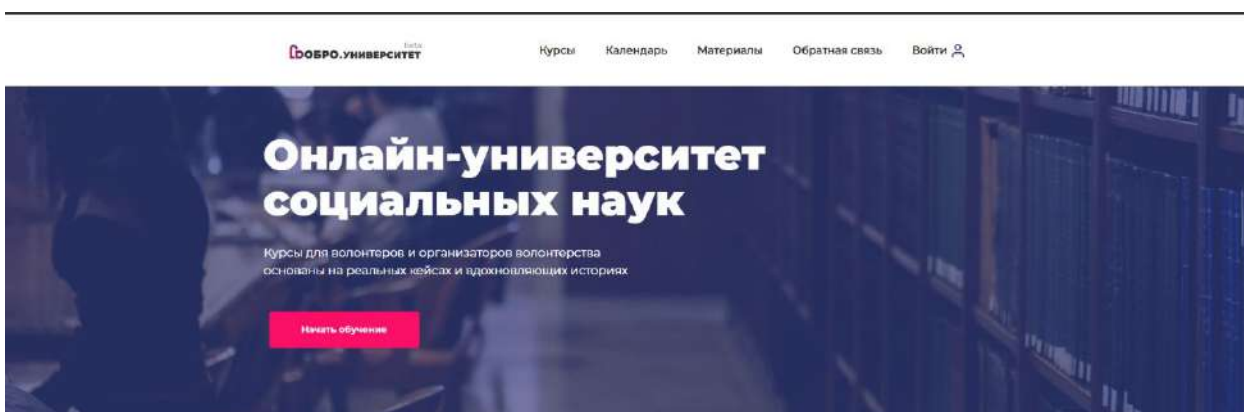 beta
ДОБРО.УНИВЕРСИТЕТ
Курсы Календарь Материалы Обратная связь Войти
Онлайн-университет
социальных наук
Курсы для волонтеров и организаторов волонтерства
основаны на реальных кейсах и вдохновляющих историях
Начать обучение